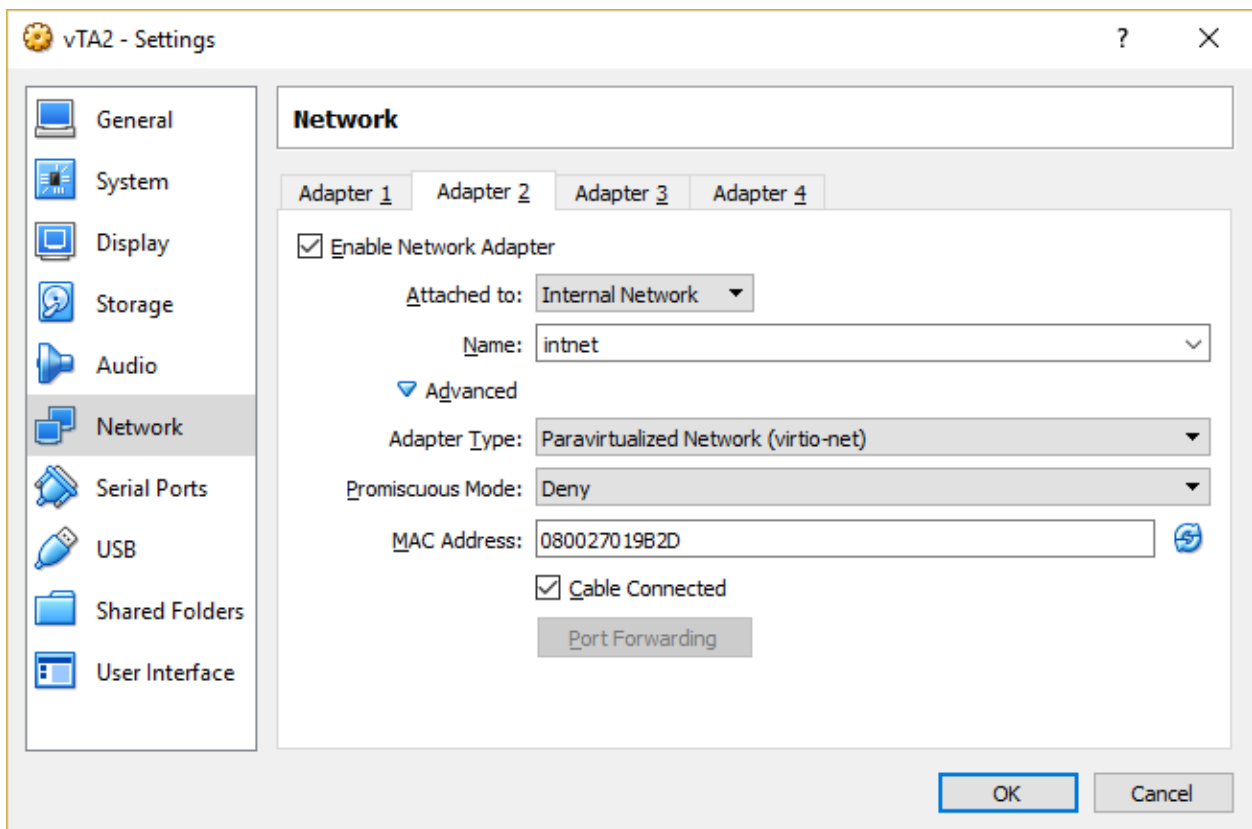 vTA2 - Settings
?
General
System
Display
Storage
Audio
Network
Serial Ports
USB
Shared Folders
User Interface
Network
Adapter 1 Adapter 2 Adapter 3 Adapter 4
Enable Network Adapter
Attached to: Internal Network
Name: intnet
Advanced
Adapter Type: Paravirtualized Network (virtio-net)
Promiscuous Mode: Deny
MAC Address: 080027019B2D
Cable Connected
Port Forwarding
OK Cancel